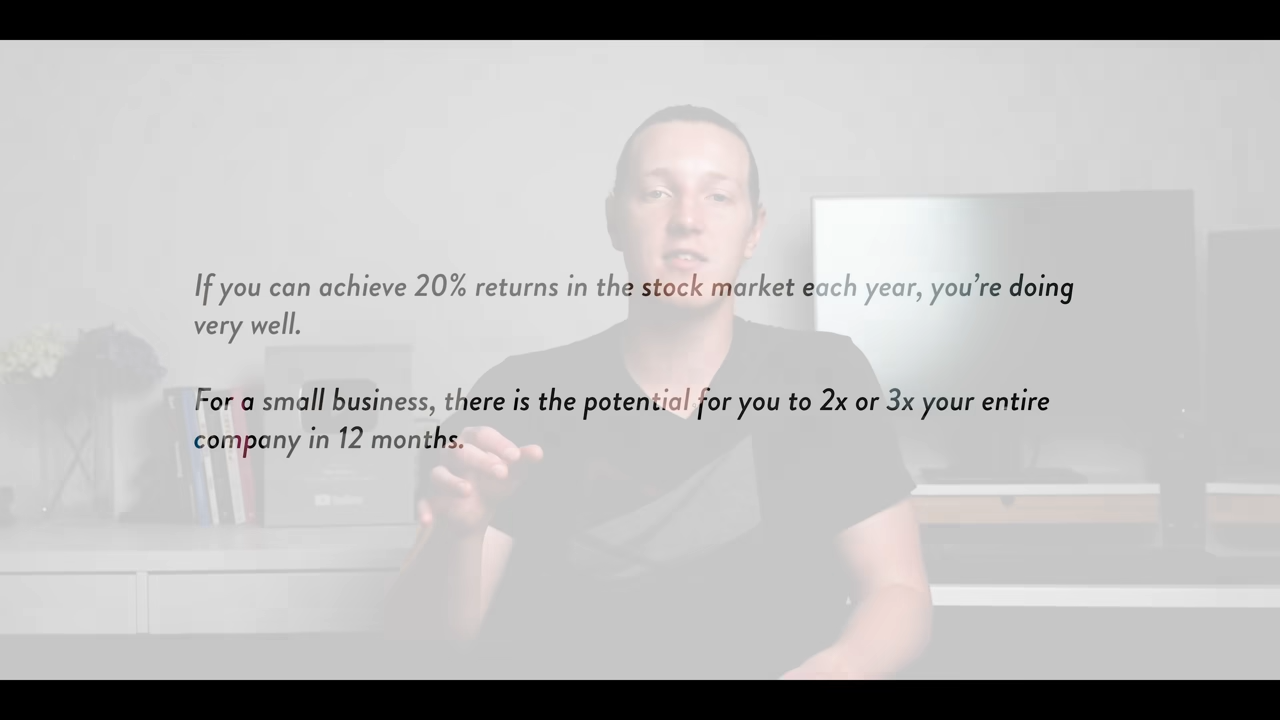 If you can achieve 20% returns in the stock market each year, you’re doing
very well.
For a small business, there is the potential for you to 2x or 3x your entire
company in 12 months.